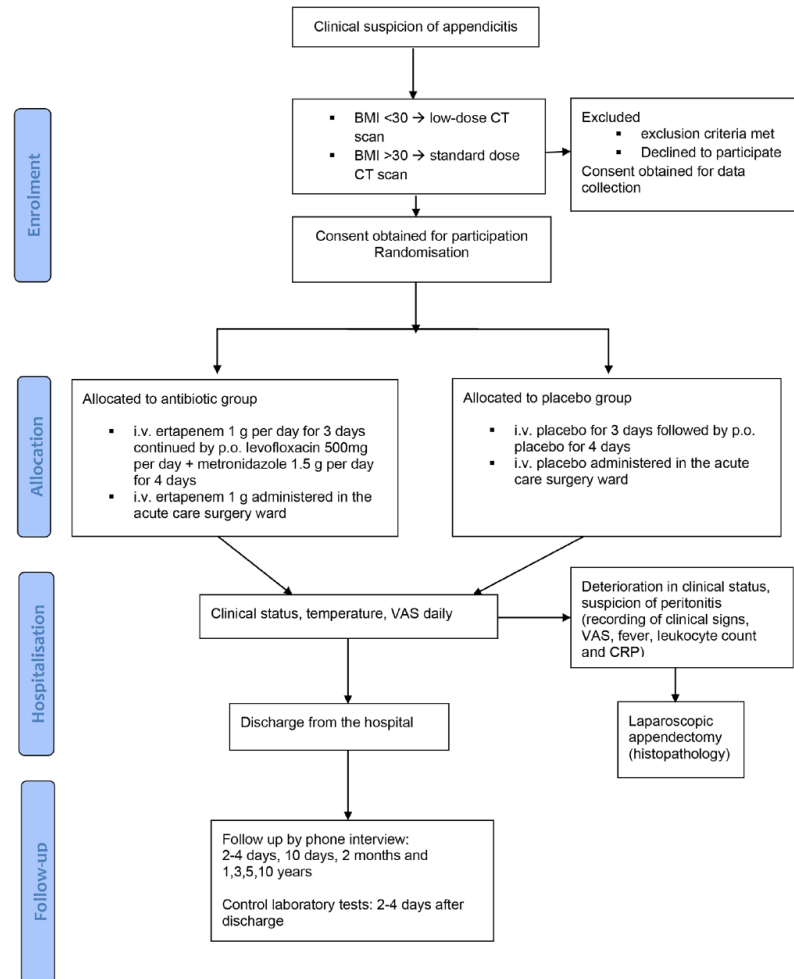 Clinical suspicion of appendicitis
Enrolment
▪ BMI <30 → low-dose CT
scan
▪ BMI >30 → standard dose
CT scan
Excluded
▪ exclusion criteria met
▪ Declined to participate
Consent obtained for data
collection
Consent obtained for participation
Randomisation
Allocation
Allocated to antibiotic group
▪ i.v. ertapenem 1 g per day for 3 days
continued by p.o. levofloxacin 500mg
per day + metronidazole 1.5 g per day
for 4 days
▪ i.v. ertapenem 1 g administered in the
acute care surgery ward
Allocated to placebo group
▪ i.v. placebo for 3 days followed by p.o.
placebo for 4 days
▪ i.v. placebo administered in the acute
care surgery ward
Hospitalisation
Clinical status, temperature, VAS daily
Deterioration in clinical status,
suspicion of peritonitis
(recording of clinical signs,
VAS, fever, leukocyte count
and CRP)
Discharge from the hospital
Laparoscopic
appendectomy
(histopathology)
Follow-up
Follow up by phone interview:
2-4 days, 10 days, 2 months and
1,3,5,10 years
Control laboratory tests: 2-4 days after
discharge